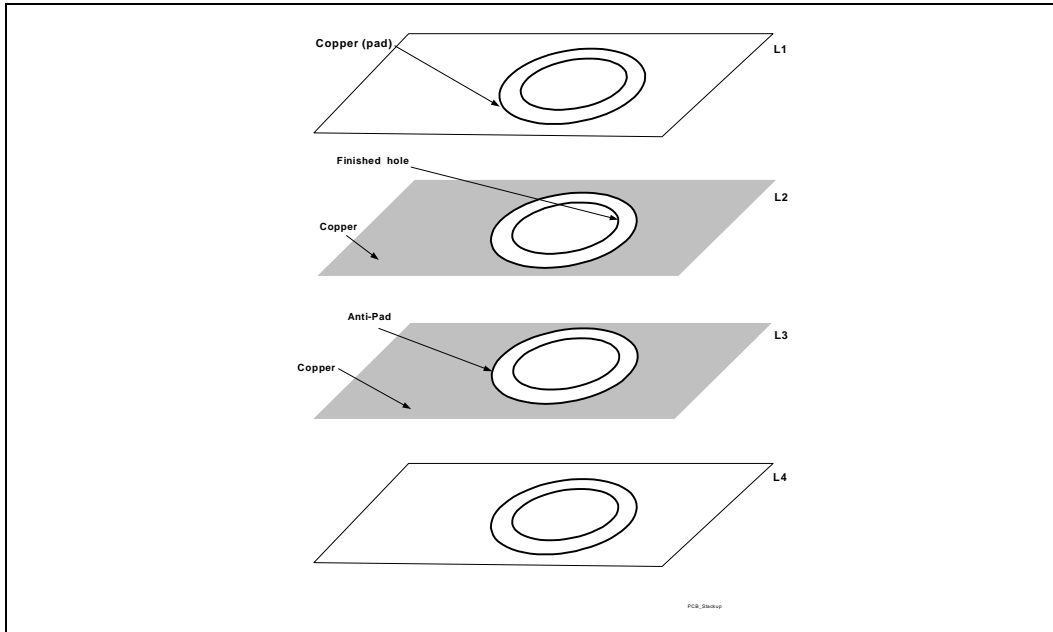 Copper (pad)
L1
Finished hole
L2
Copper
Anti-Pad
L3
Copper
L4
PCB_Stackup